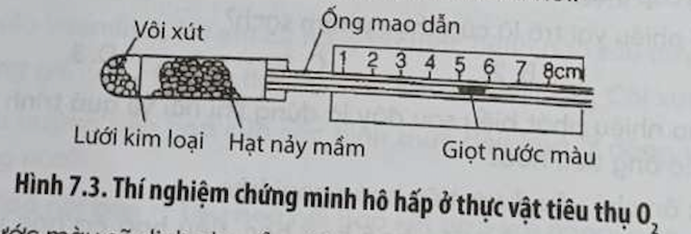 Vôi xút
Ống mao dẫn
1 2 3 4 5 6 7 8cm
Lưới kim loại
Hạt nảy mầm
Giọt nước màu
Hình 7.3. Thí nghiệm chứng minh hô hấp ở thực vật tiêu thụ O₂